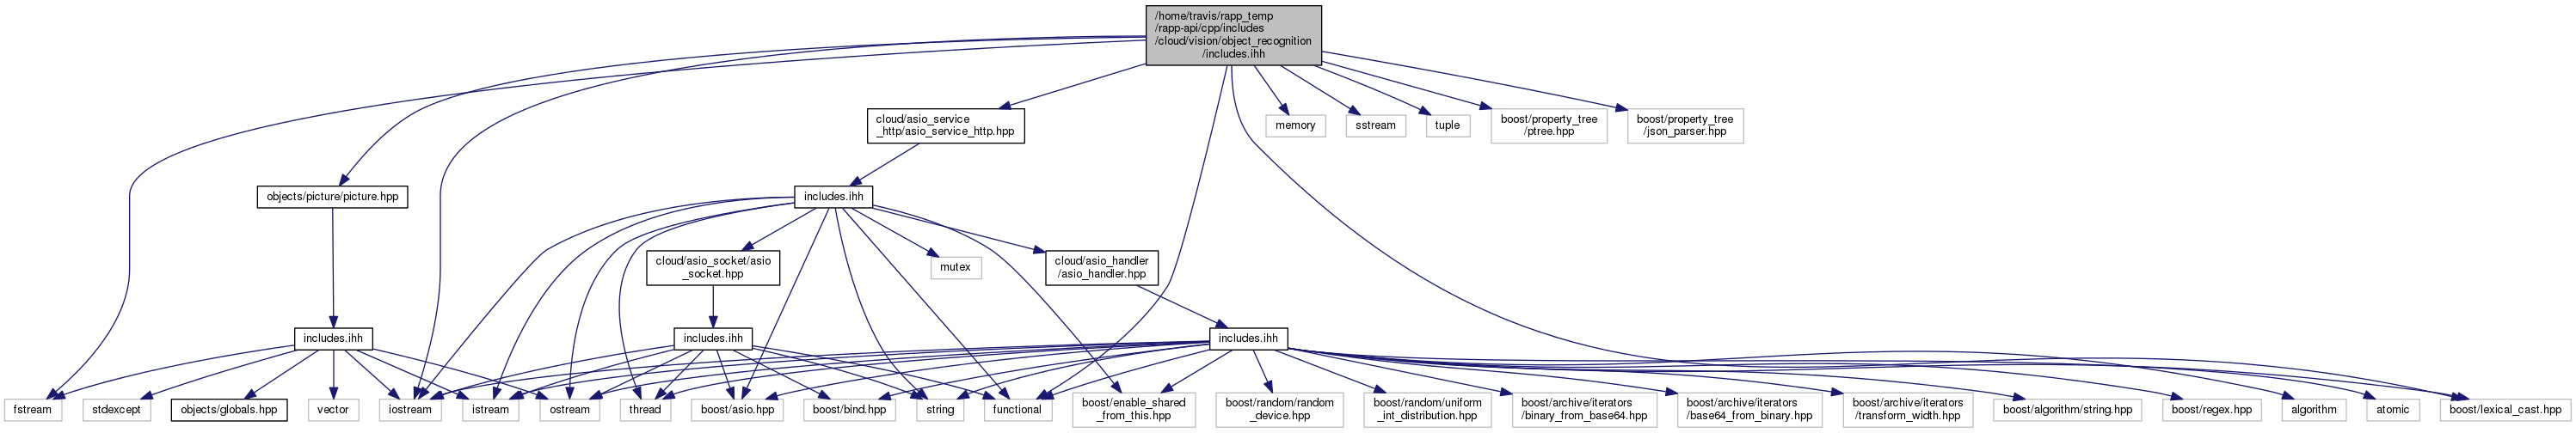 /home/travis/rapp_temp
/rapp-api/cpp/includes
/cloud/vision/object_recognition
/includes.ihh
cloud/asio_service
_http/asio_service_http.hpp
memory
sstream
tuple
boost/property_tree
/ptree.hpp
boost/property_tree
/json_parser.hpp
objects/picture/picture.hpp
includes.ihh
cloud/asio_socket/asio
_socket.hpp
mutex
cloud/asio_handler
/asio_handler.hpp
includes.ihh
includes.ihh
includes.ihh
fstream
stdexcept
objects/globals.hpp
vector
iostream
istream
ostream
thread
boost/asio.hpp
boost/bind.hpp
string
functional
boost/enable_shared
_from_this.hpp
boost/random/random
_device.hpp
boost/random/uniform
_int_distribution.hpp
boost/archive/iterators
/binary_from_base64.hpp
boost/archive/iterators
/base64_from_binary.hpp
boost/archive/iterators
/transform_width.hpp
boost/algorithm/string.hpp
boost/regex.hpp
algorithm
atomic
boost/lexical_cast.hpp